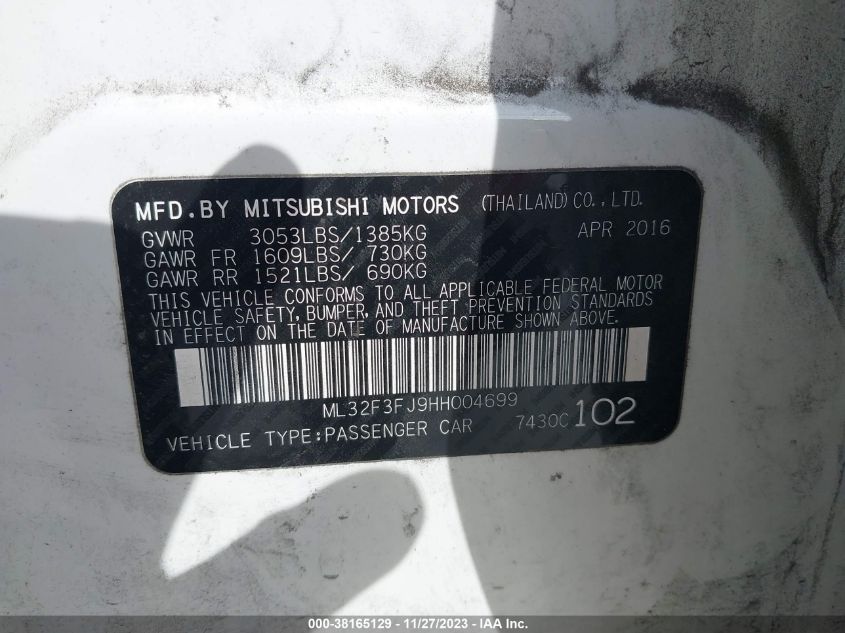 MFD.BY MITSUBISHI MOTORS (THAILAND) CO., LTD.
GVWR 3053LBS/1385KG APR 2016
GAWR FR 1609LBS/ 730KG
GAWR RR 1521LBS/ 690KG
THIS VEHICLE CONFORMS TO ALL APPLICABLE FEDERAL MOTOR
VEHICLE SAFETY, BUMPER, AND THEFT PREVENTION STANDARDS
IN EFFECT ON THE DATE OF MANUFACTURE SHOWN ABOVE.
ML32F3FJ9HH004699
VEHICLE TYPE:PASSENGER CAR 7430C 102
000-38165129 - 11/27/2023 - IAAI.com